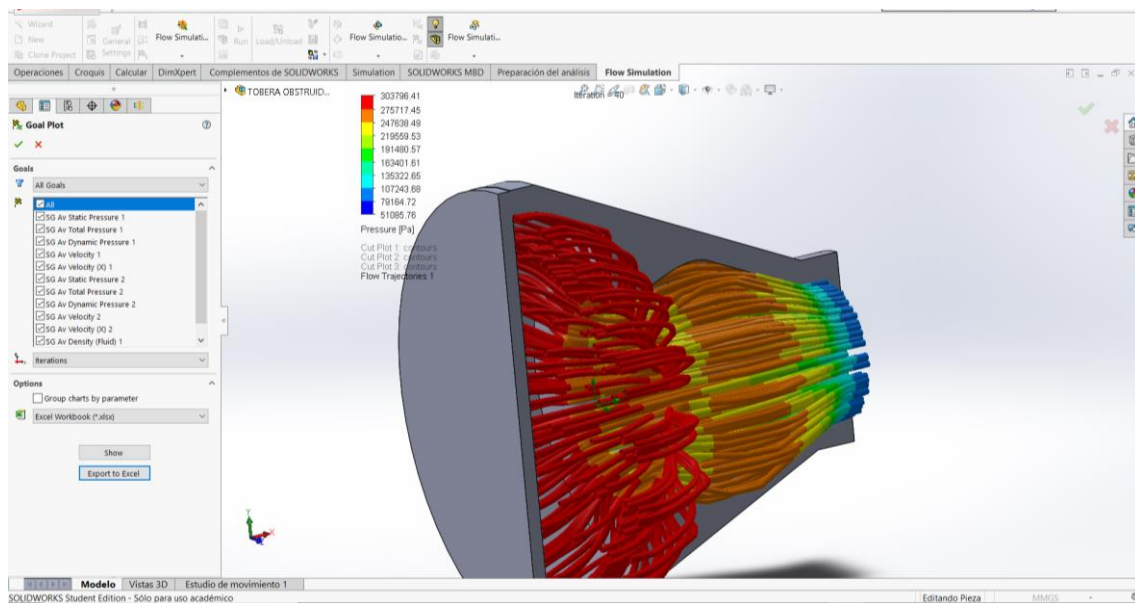 Wizard
New
Clone Project
General Settings
Flow Simulati...
Run
Load/Unload
Flow Simulatio...
Flow Simulati...
Operaciones
Croquis
Calcular
DimXpert
Complementos de SOLIDWORKS
Simulation
SOLIDWORKS MBD
Preparación del análisis
Flow Simulation
TOBERA OBSTRUID...
Iteration = 40
Goal Plot
Goals
All Goals
All
SG Av Static Pressure 1
SG Av Total Pressure 1
SG Av Dynamic Pressure 1
SG Av Velocity 1
SG Av Velocity (X) 1
SG Av Static Pressure 2
SG Av Total Pressure 2
SG Av Dynamic Pressure 2
SG Av Velocity 2
SG Av Velocity (X) 2
SG Av Density (Fluid) 1
Iterations
Options
Group charts by parameter
Excel Workbook (*.xlsx)
Show
Export to Excel
303796.41
275717.45
247638.49
219559.53
191480.57
163401.61
135322.65
107243.68
79164.72
51085.76
Pressure [Pa]
Cut Plot 1: contours
Cut Plot 2: contours
Cut Plot 3: contours
Flow Trajectories 1
Y
X
Modelo
Vistas 3D
Estudio de movimiento 1
SOLIDWORKS Student Edition - Sólo para uso académico
Editando Pieza
MMGS